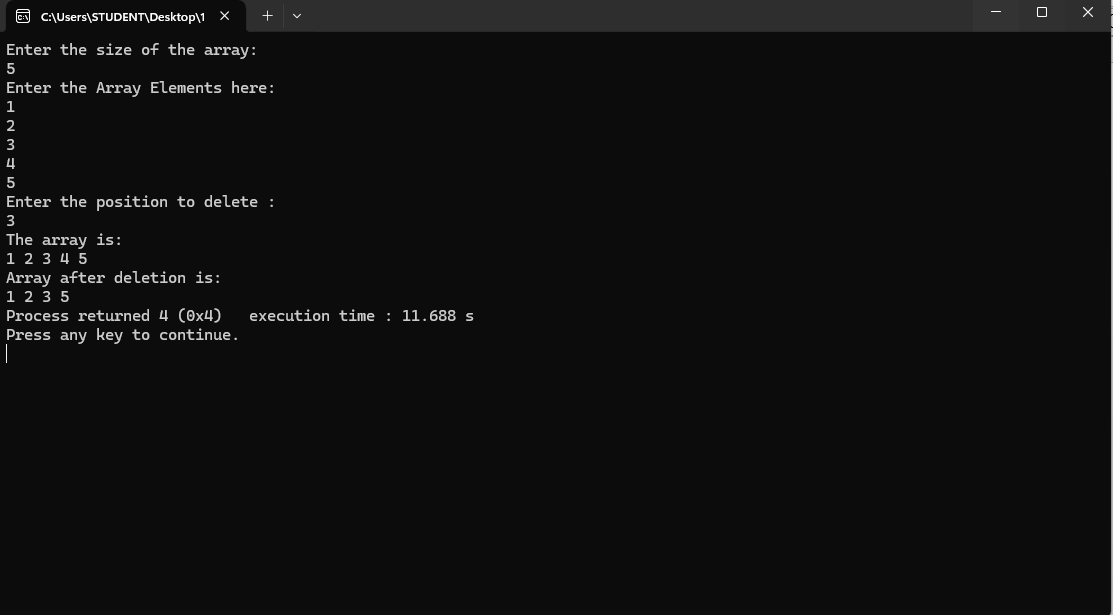 C:\Users\STUDENT\Desktop\1
Enter the size of the array:
5
Enter the Array Elements here:
1
2
3
4
5
Enter the position to delete :
3
The array is:
1 2 3 4 5
Array after deletion is:
1 2 3 5
Process returned 4 (0x4)   execution time : 11.688 s
Press any key to continue.